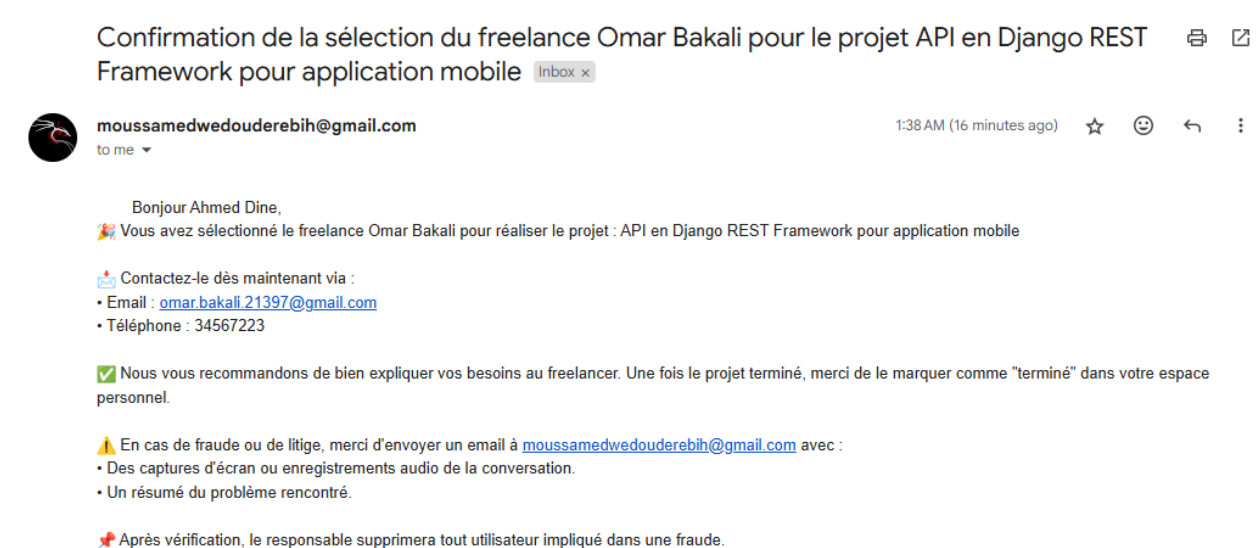 Confirmation de la sélection du freelance Omar Bakali pour le projet API en Django REST
Framework pour application mobile Inbox ×
moussamedwedouderebih@gmail.com
1:38 AM (16 minutes ago)
to me
Bonjour Ahmed Dine,
🎉 Vous avez sélectionné le freelance Omar Bakali pour réaliser le projet : API en Django REST Framework pour application mobile
📩 Contactez-le dès maintenant via :
• Email : omar.bakali.21397@gmail.com
• Téléphone : 34567223
✅ Nous vous recommandons de bien expliquer vos besoins au freelancer. Une fois le projet terminé, merci de le marquer comme "terminé" dans votre espace
personnel.
⚠️ En cas de fraude ou de litige, merci d'envoyer un email à moussamedwedouderebih@gmail.com avec :
• Des captures d'écran ou enregistrements audio de la conversation.
• Un résumé du problème rencontré.
📌 Après vérification, le responsable supprimera tout utilisateur impliqué dans une fraude.